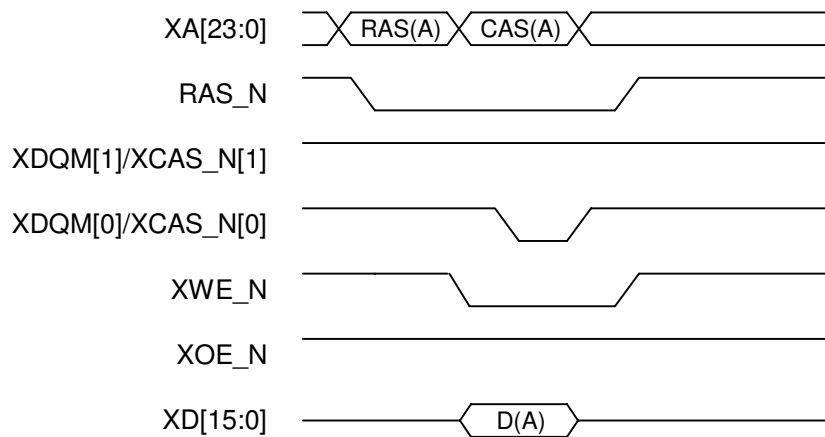 XA[23:0] RAS(A) CAS(A)
RAS_N
XDQM[1]/XCAS_N[1]
XDQM[0]/XCAS_N[0]
XWE_N
XOE_N
XD[15:0] D(A)